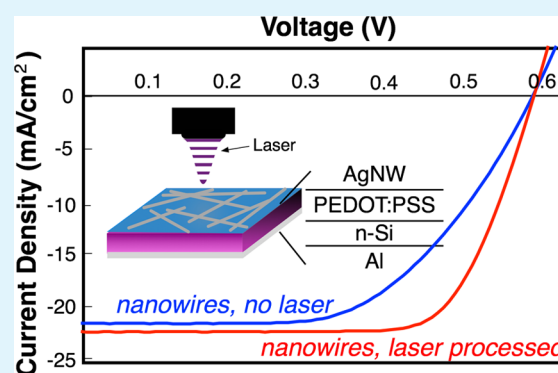 Voltage (V)
0.1 0.2 0.3 0.4 0.5 0.6
Current Density (mA/cm²)
0
-5
-10
-15
-20
-25
Laser
AgNW
PEDOT:PSS
n-Si
Al
nanowires, no laser
nanowires, laser processed